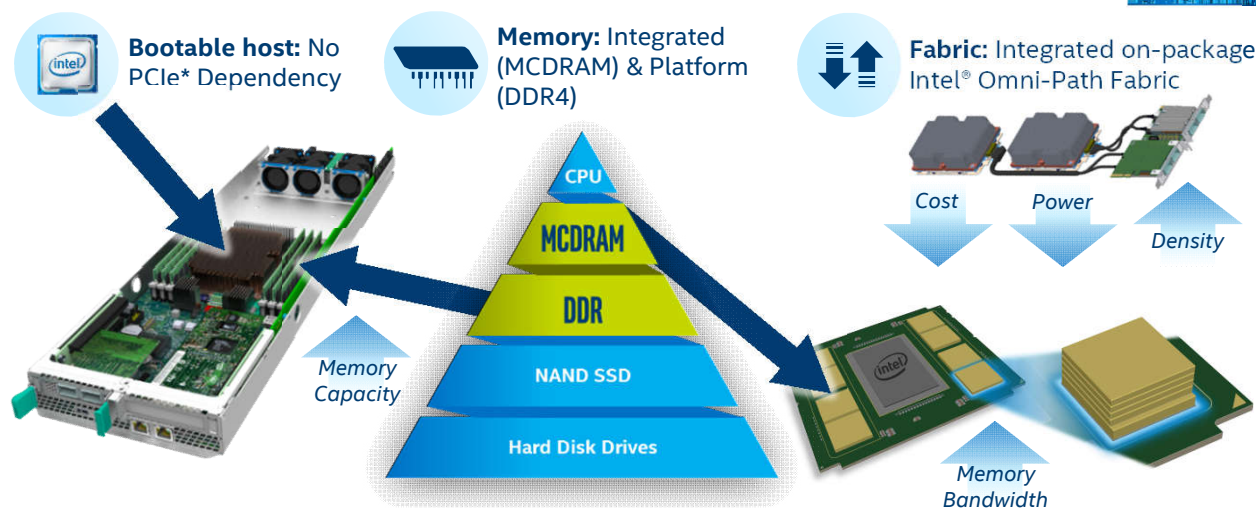 intel
Bootable host: No
PCIe* Dependency
Memory: Integrated
(MCDRAM) & Platform
(DDR4)
Fabric: Integrated on-package
Intel® Omni-Path Fabric
CPU
MCDRAM
DDR
NAND SSD
Hard Disk Drives
Memory
Capacity
Cost
Power
Density
intel
Memory
Bandwidth